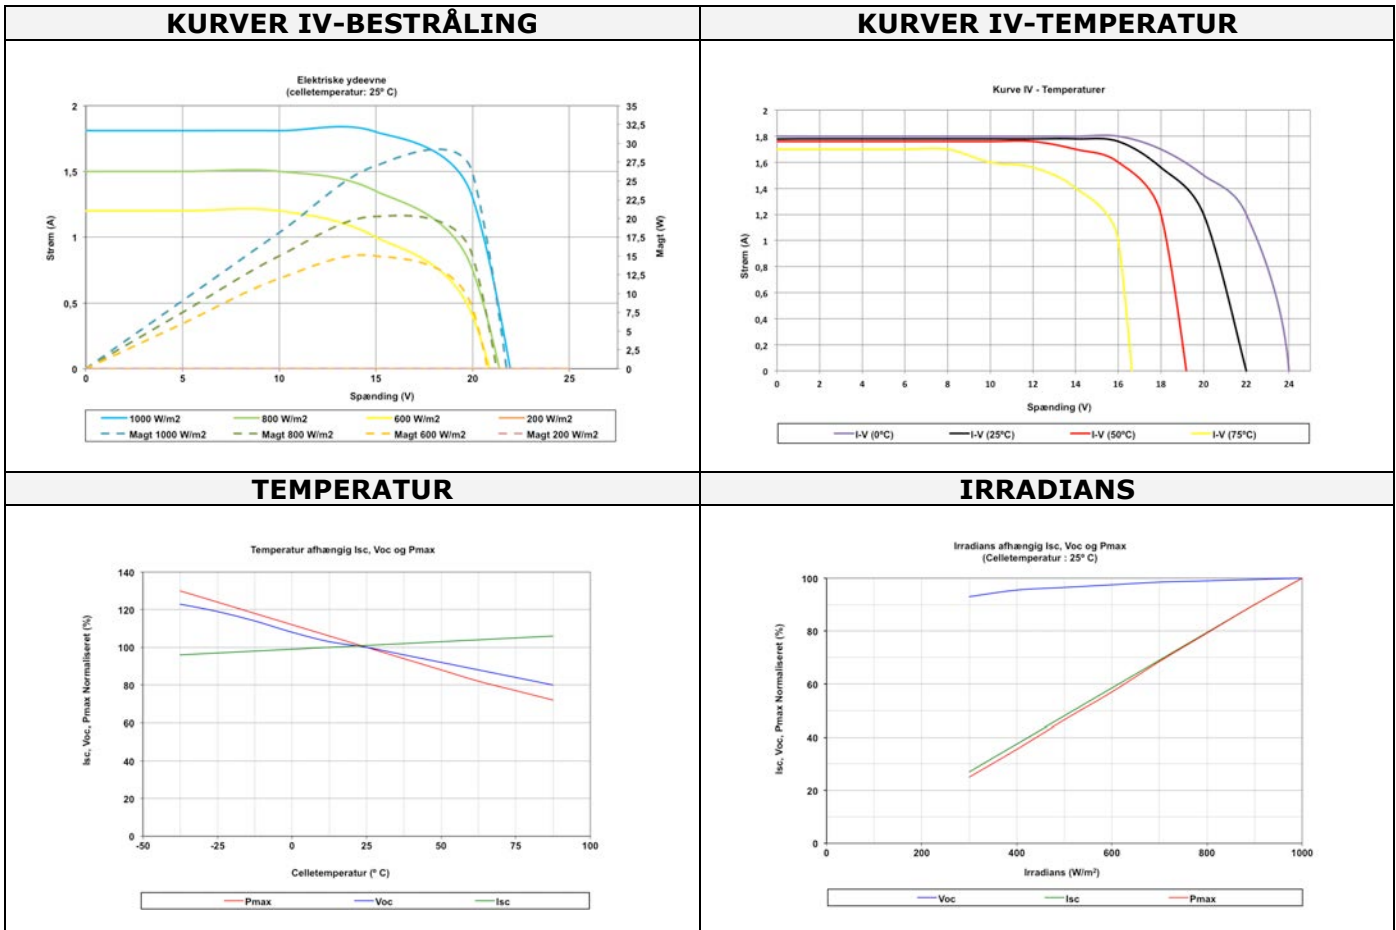 KURVER IV-BESTRÅLING
KURVER IV-TEMPERATUR
Elektriske ydeevne
(celletemperatur: 25º C)
2
1,5
1
0,5
0
Strøm (A)
35
32,5
30
27,5
25
22,5
20
17,5
15
12,5
10
7,5
5
2,5
0
Magt (W)
0 5 10 15 20 25
Spænding (V)
1000 W/m2 800 W/m2 600 W/m2 200 W/m2
Magt 1000 W/m2 Magt 800 W/m2 Magt 600 W/m2 Magt 200 W/m2
Kurve IV - Temperaturer
2
1,8
1,6
1,4
1,2
1
0,8
0,6
0,4
0,2
0
Strøm (A)
0 2 4 6 8 10 12 14 16 18 20 22 24
Spænding (V)
I-V (0ºC) I-V (25ºC) I-V (50ºC) I-V (75ºC)
TEMPERATUR
IRRADIANS
Temperatur afhængig Isc, Voc og Pmax
140
120
100
80
60
40
20
0
Isc, Voc, Pmax Normaliseret (%)
-50 -25 0 25 50 75 100
Celletemperatur (º C)
Pmax Voc Isc
Irradians afhængig Isc, Voc og Pmax
(Celletemperatur : 25º C)
100
80
60
40
20
0
Isc, Voc, Pmax Normaliseret (%)
0 200 400 600 800 1000
Irradians (W/m²)
Voc Isc Pmax